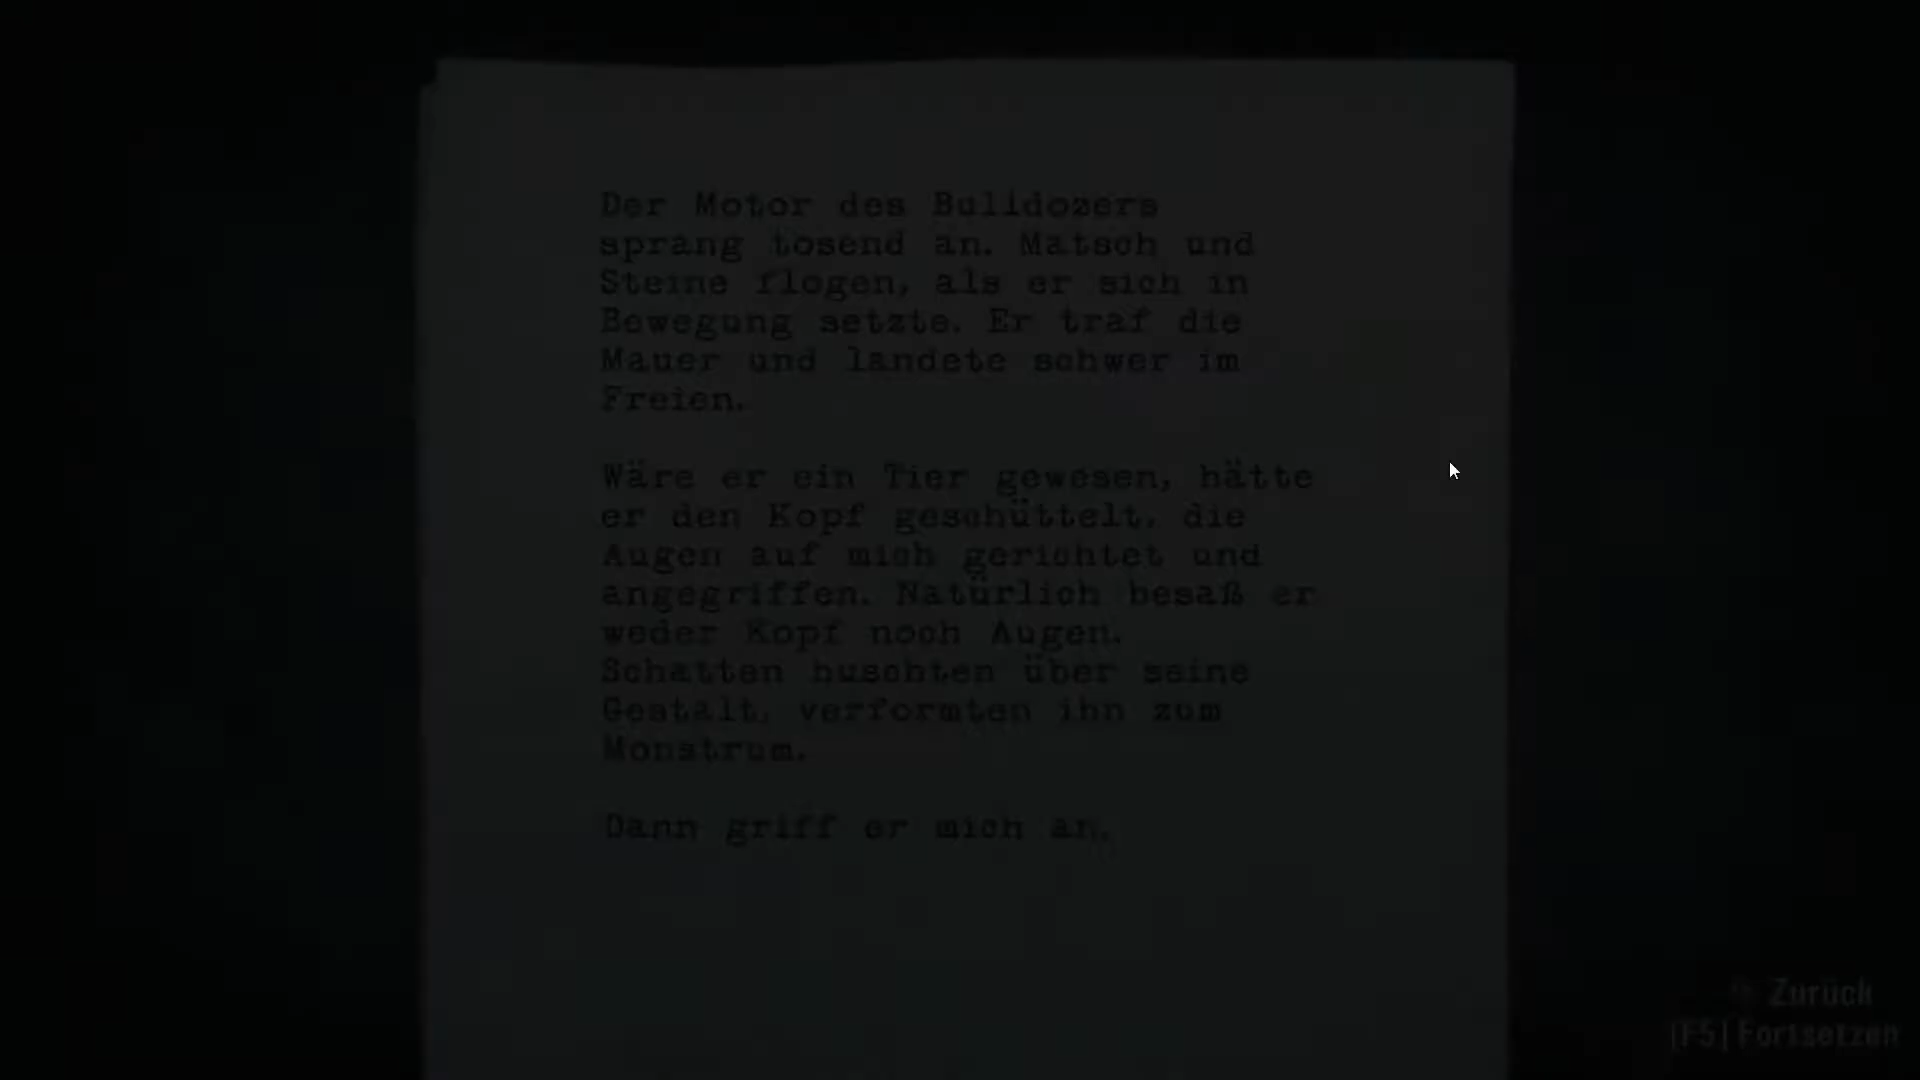 Der Motor des Bulldozers
sprang tosend an. Matsch und
Steine flogen, als er sich in
Bewegung setzte. Er traf die
Mauer und landete schwer im
Freien.
Wäre er ein Tier gewesen, hätte
er den Kopf geschüttelt, die
Augen auf mich gerichtet und
angegriffen. Natürlich besaß er
weder Kopf noch Augen.
Schatten huschten über seine
Gestalt, verformten ihn zum
Monstrum.
Dann griff er mich an.
Zurück
[F5] Fortsetzen